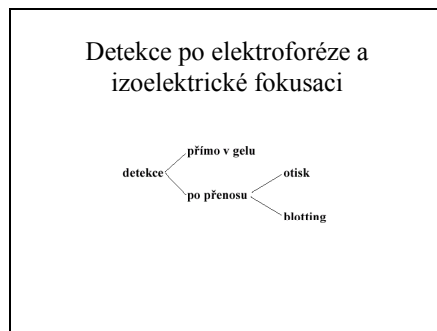 Detekce po elektroforéze a
izoelektrické fokusaci
přímo v gelu
detekce
otisk
po přenosu
blotting